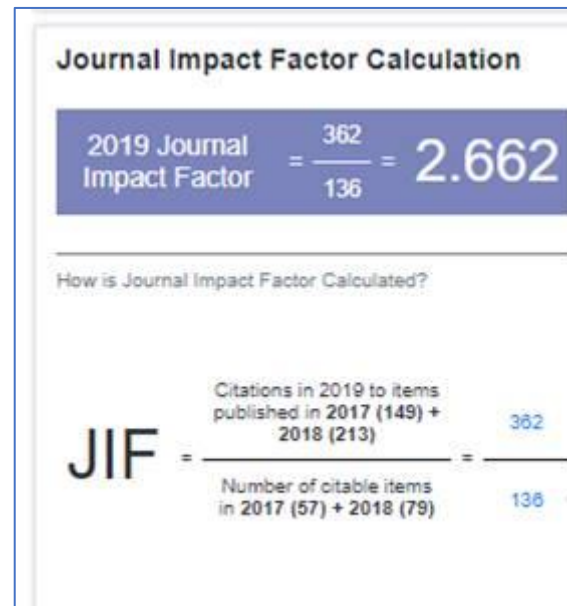 Journal Impact Factor Calculation
2019 Journal
Impact Factor
=
362
136
=
2.662
How is Journal Impact Factor Calculated?
JIF
=
Citations in 2019 to items
published in 2017 (149) +
2018 (213)
Number of citable items
in 2017 (57) + 2018 (79)
=
362
136